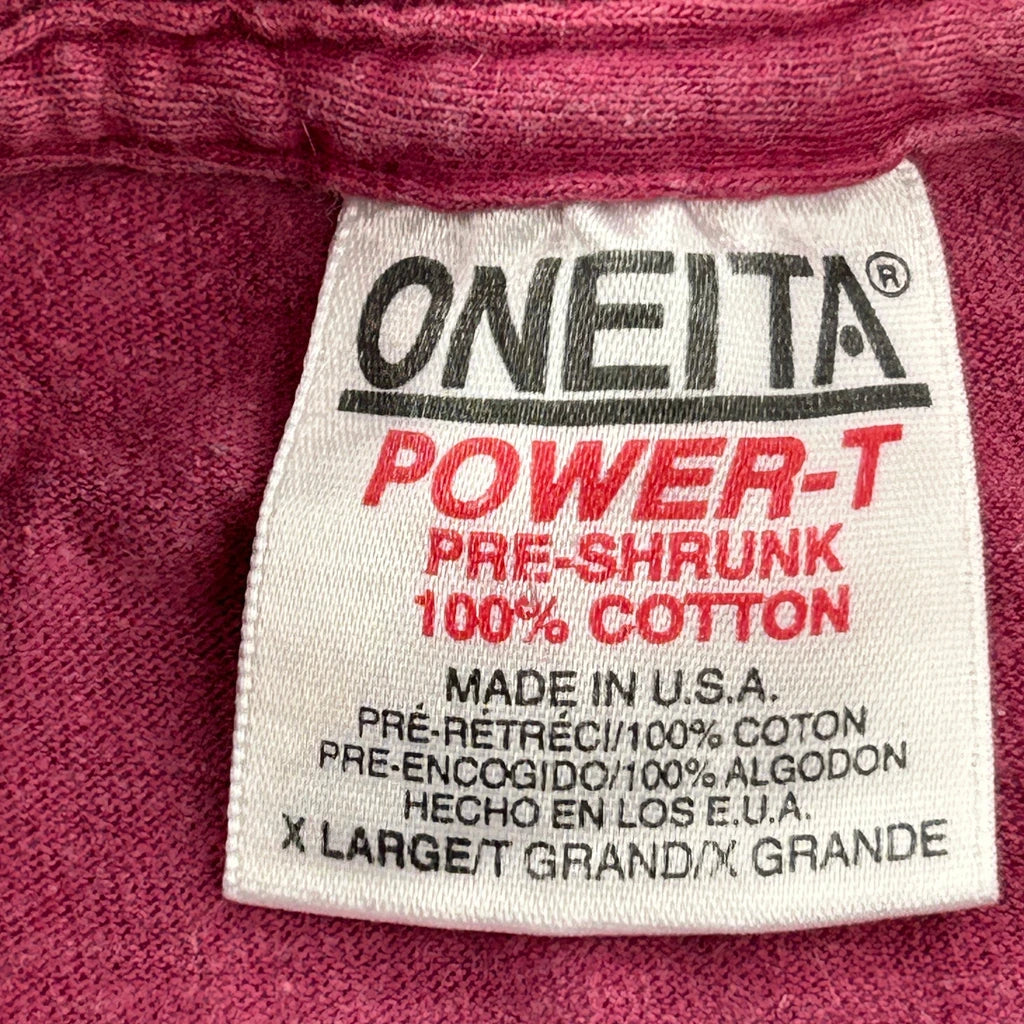 ONEITA®
POWER-T
PRE-SHRUNK
100% COTTON
MADE IN U.S.A.
PRÉ-RÉTRÉCI/100% COTON
PRE-ENCOGIDO/100% ALGODON
HECHO EN LOS E.U.A.
X LARGE/T GRAND/X GRANDE